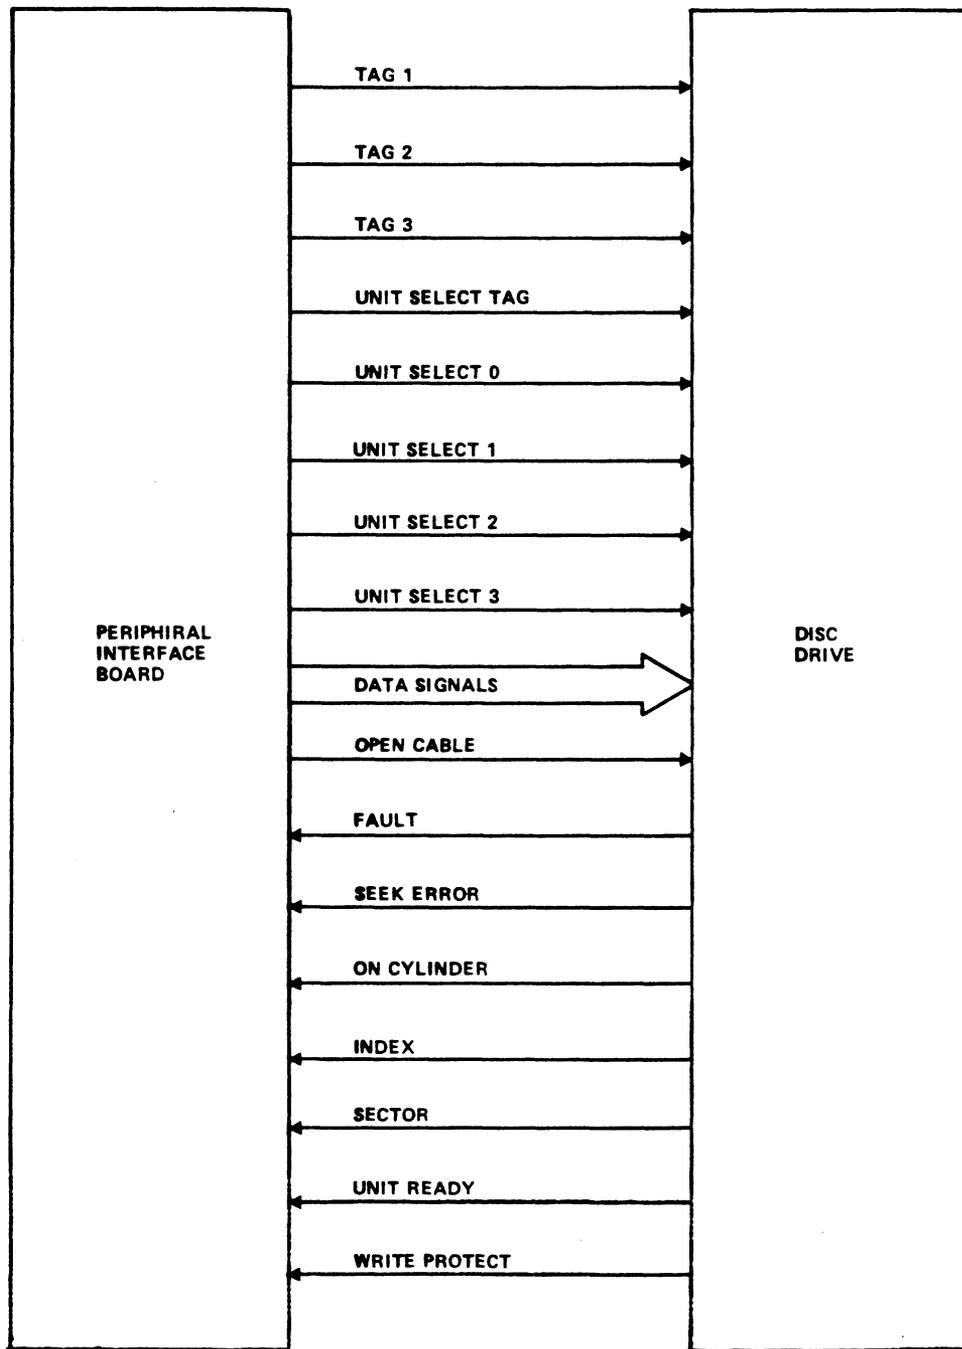 TAG 1
TAG 2
TAG 3
UNIT SELECT TAG
UNIT SELECT 0
UNIT SELECT 1
UNIT SELECT 2
UNIT SELECT 3
PERIPHIRAL
INTERFACE
BOARD
DISC
DRIVE
DATA SIGNALS
OPEN CABLE
FAULT
SEEK ERROR
ON CYLINDER
INDEX
SECTOR
UNIT READY
WRITE PROTECT